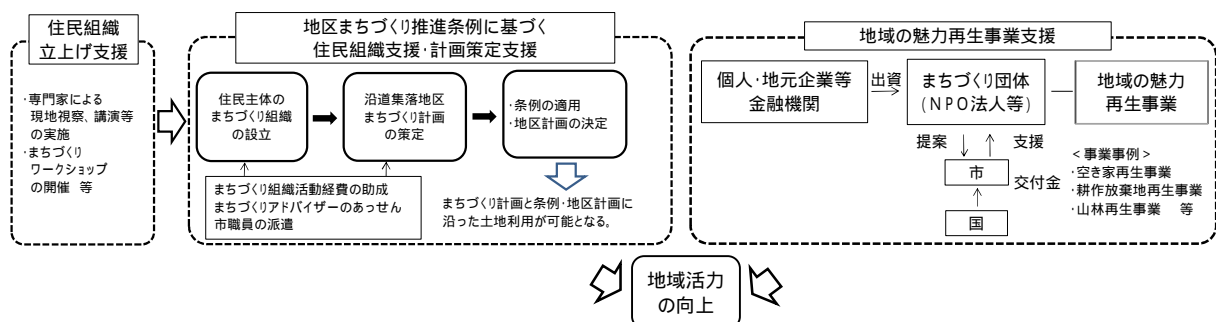 住民組織
立上げ支援
・専門家による
現地視察、講演等
の実施
・まちづくり
ワークショップ
の開催 等
地区まちづくり推進条例に基づく
住民組織支援・計画策定支援
住民主体の
まちづくり組織
の設立
沿道集落地区
まちづくり計画
の策定
・条例の適用
・地区計画の決定
まちづくり組織活動経費の助成
まちづくりアドバイザーのあっせん
市職員の派遣
まちづくり計画と条例・地区計画に
沿った土地利用が可能となる。
地域の魅力再生事業支援
個人・地元企業等
金融機関
出資
まちづくり団体
(NPO法人等)
地域の魅力
再生事業
提案
支援
市
交付金
国
<事業事例>
・空き家再生事業
・耕作放棄地再生事業
・山林再生事業 等
地域活力
の向上